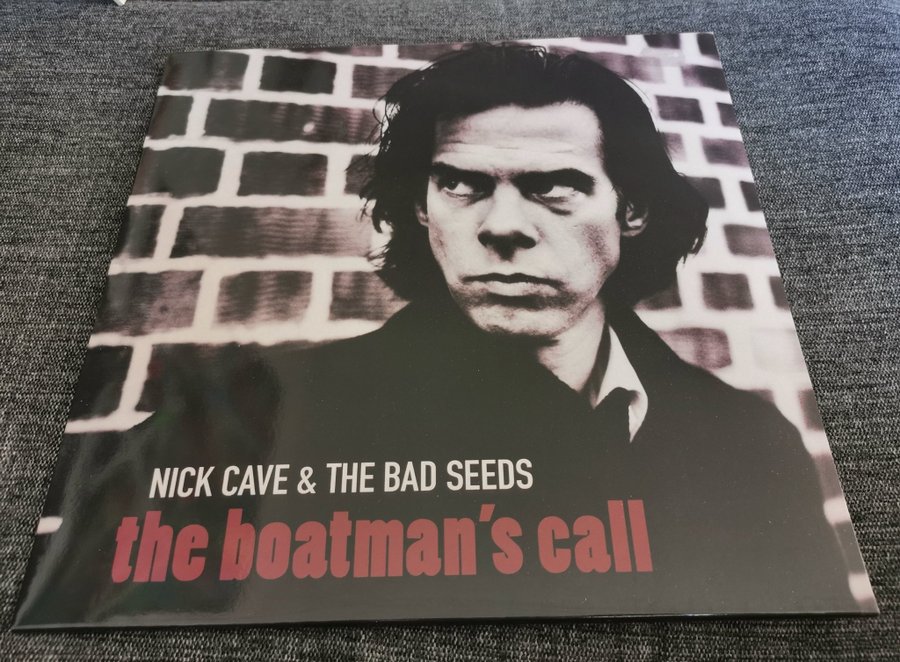 NICK CAVE & THE BAD SEEDS
the boatman's call